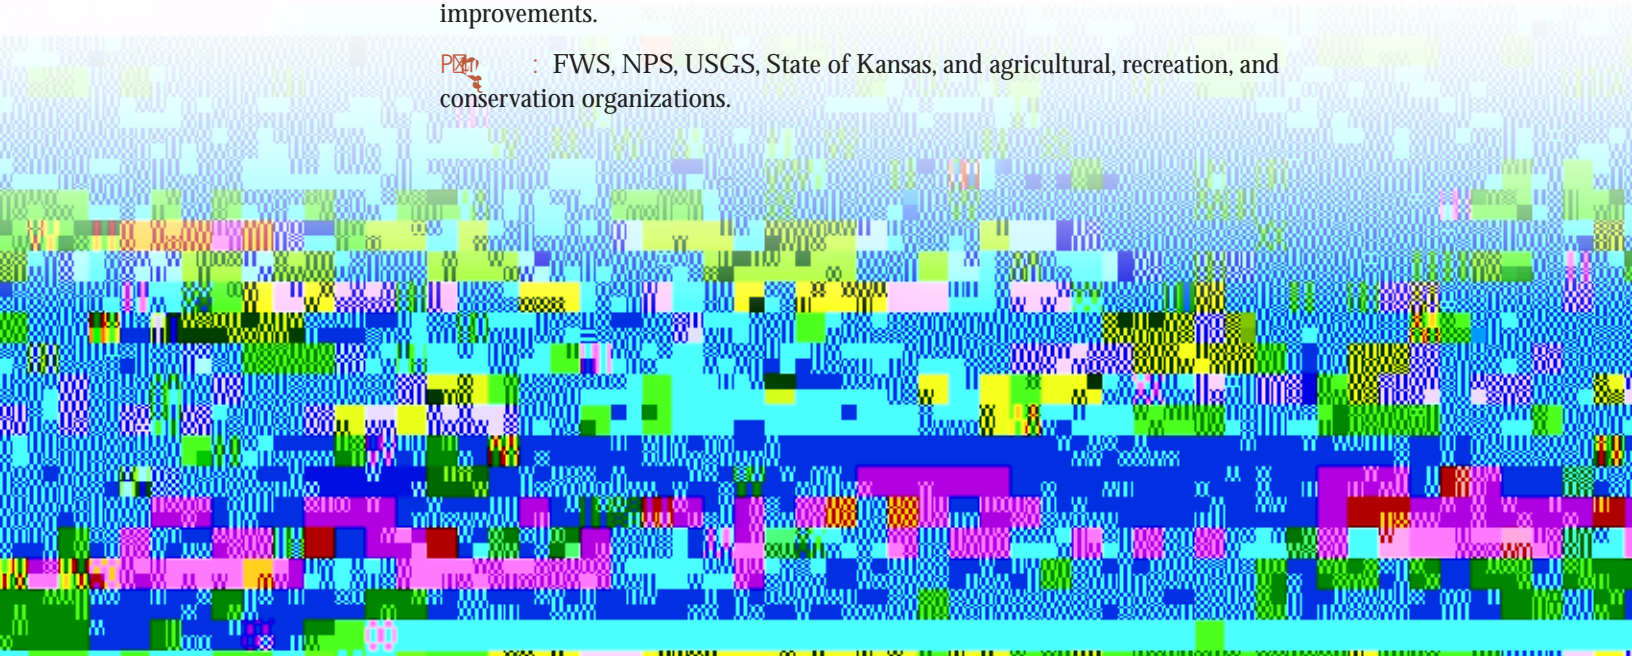 improvements.
: FWS, NPS, USGS, State of Kansas, and agricultural, recreation, and
conservation organizations.